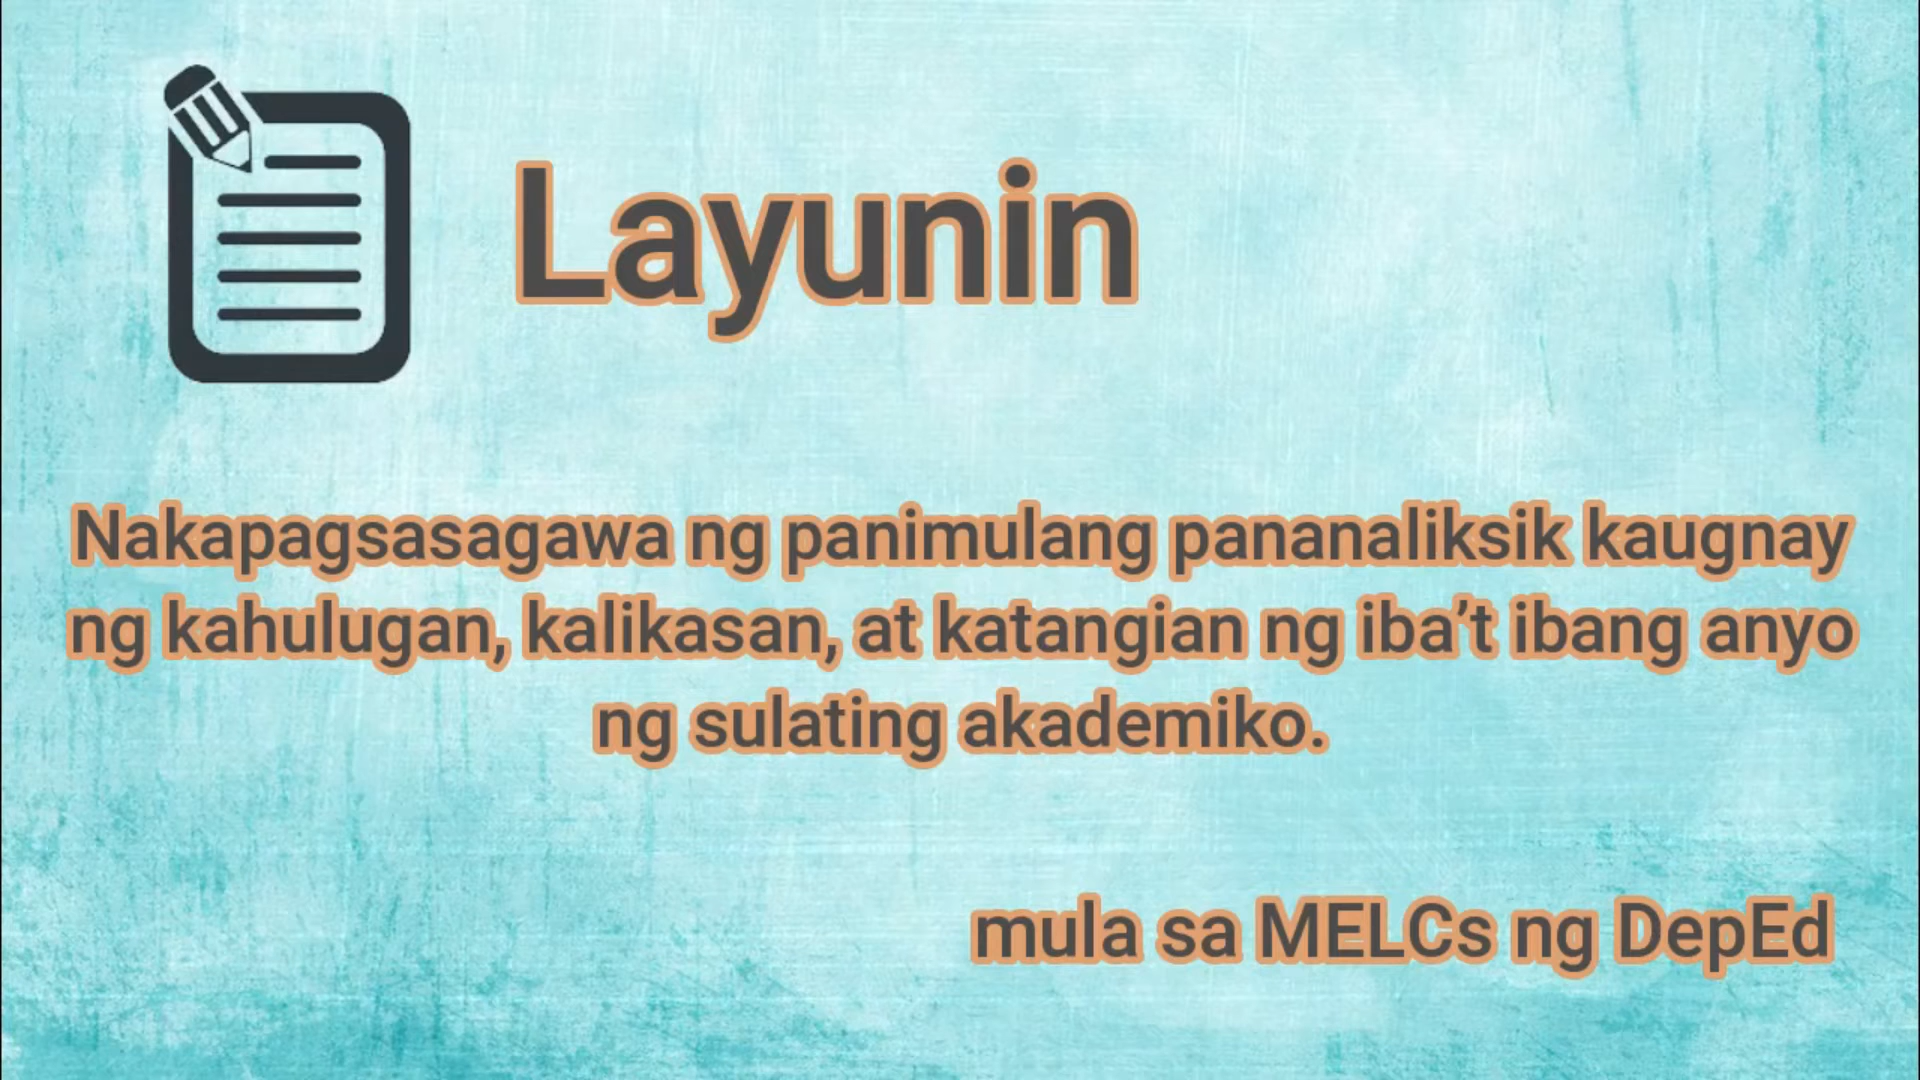 Layunin
Nakapagsasagawa ng panimulang pananaliksik kaugnay
ng kahulugan, kalikasan, at katangian ng iba’t ibang anyo
ng sulating akademiko.
mula sa MELCs ng DepEd